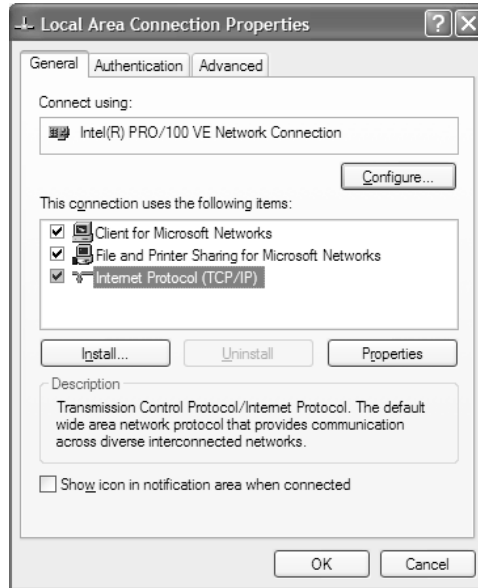 Local Area Connection Properties
General Authentication Advanced
Connect using:
Intel(R) PRO/100 VE Network Connection
Configure...
This connection uses the following items:
Client for Microsoft Networks
File and Printer Sharing for Microsoft Networks
Internet Protocol (TCP/IP)
Install... Uninstall Properties
Description
Transmission Control Protocol/Internet Protocol. The default
wide area network protocol that provides communication
across diverse interconnected networks.
Show icon in notification area when connected
OK Cancel